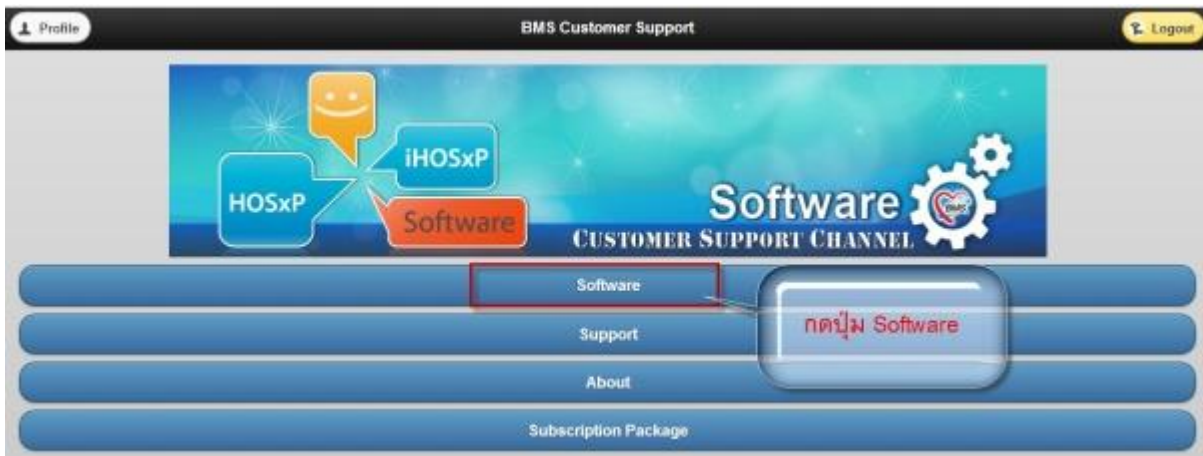 Profile
BMS Customer Support
Logout
iHOSxP
HOSxP
Software
Software
CUSTOMER SUPPORT CHANNEL
BMS
Software
กดปุ่ม Software
Support
About
Subscription Package